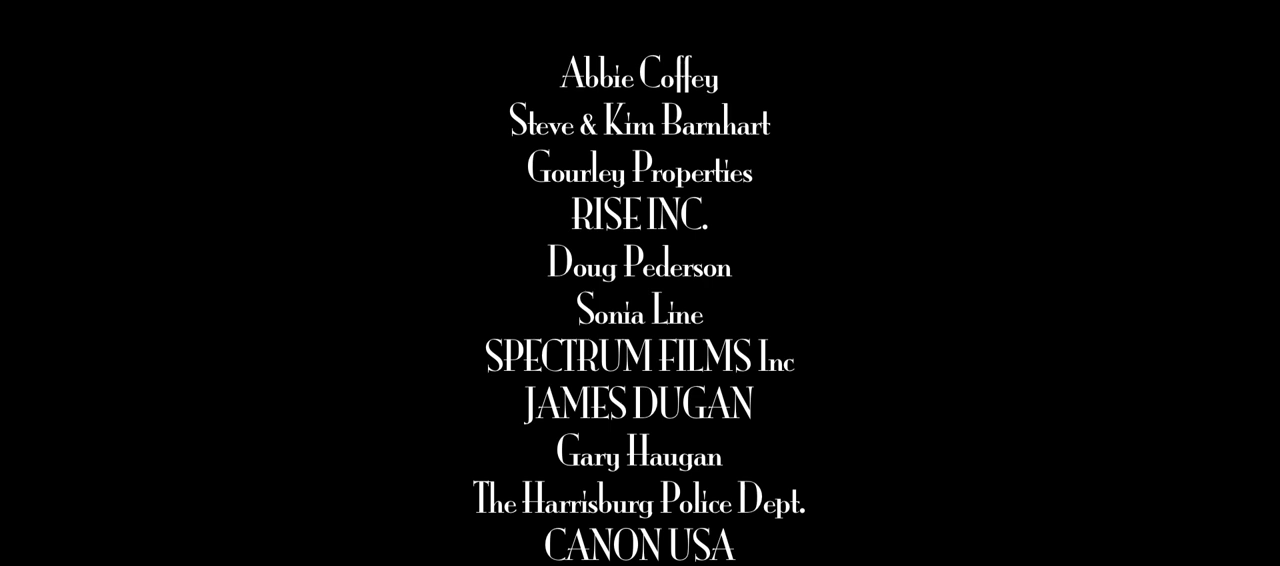 Abbie Coffey
Steve & Kim Barnhart
Gourley Properties
RISE INC.
Doug Pederson
Sonia Line
SPECTRUM FILMS Inc
JAMES DUGAN
Gary Haugan
The Harrisburg Police Dept.
CANON USA